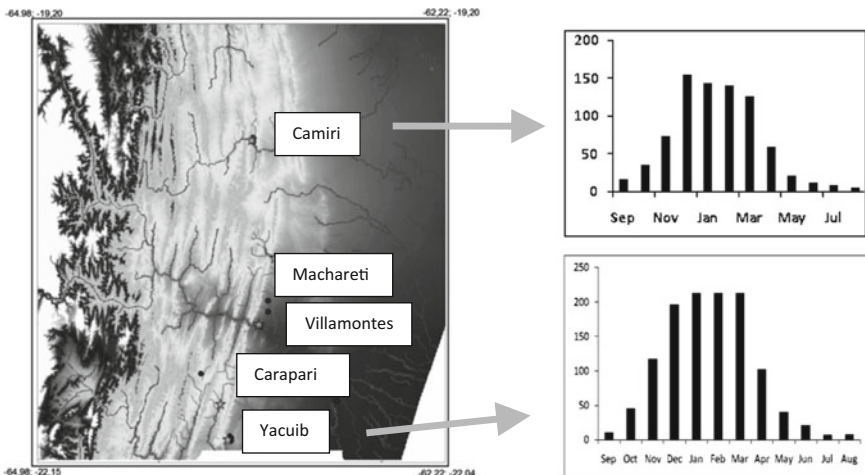 -64.98; -19,20
-62,22; -19,20
Camiri
Machareti
Villamontes
Carapari
Yacuib
-64.98; -22.15
-62.22; -22.04
200
150
100
50
0
Sep Nov Jan Mar May Jul
250
200
150
100
50
0
Sep Oct Nov Dec Jan Feb Mar Apr May Jun Jul Aug